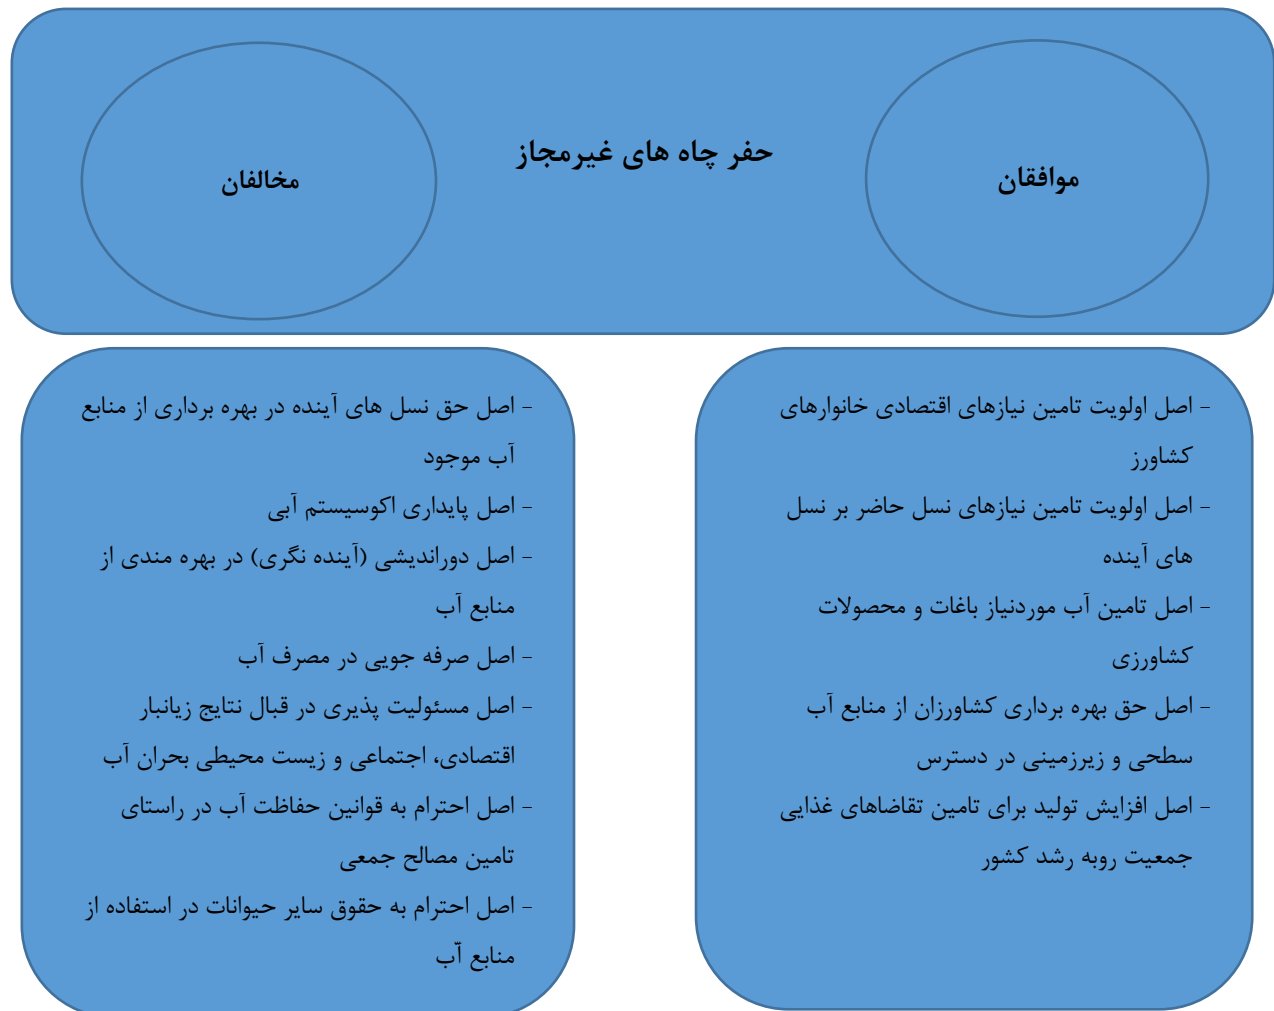 حفر چاه های غیرمجاز
موافقان
مخالفان
- اصل اولویت تامین نیازهای اقتصادی خانوارهای
کشاورز
- اصل اولویت تامین نیازهای نسل حاضر بر نسل
های آینده
- اصل تامین آب موردنیاز باغات و محصولات
کشاورزی
- اصل حق بهره برداری کشاورزان از منابع آب
سطحی و زیرزمینی در دسترس
- اصل افزایش تولید برای تامین تقاضاهای غذایی
جمعیت روبه رشد کشور
- اصل حق نسل های آینده در بهره برداری از منابع
آب موجود
- اصل پایداری اکوسیستم آبی
- اصل دوراندیشی (آینده نگری) در بهره مندی از
منابع آب
- اصل صرفه جویی در مصرف آب
- اصل مسئولیت پذیری در قبال نتایج زیانبار
اقتصادی، اجتماعی و زیست محیطی بحران آب
- اصل احترام به قوانین حفاظت آب در راستای
تامین مصالح جمعی
- اصل احترام به حقوق سایر حیوانات در استفاده از
منابع آب